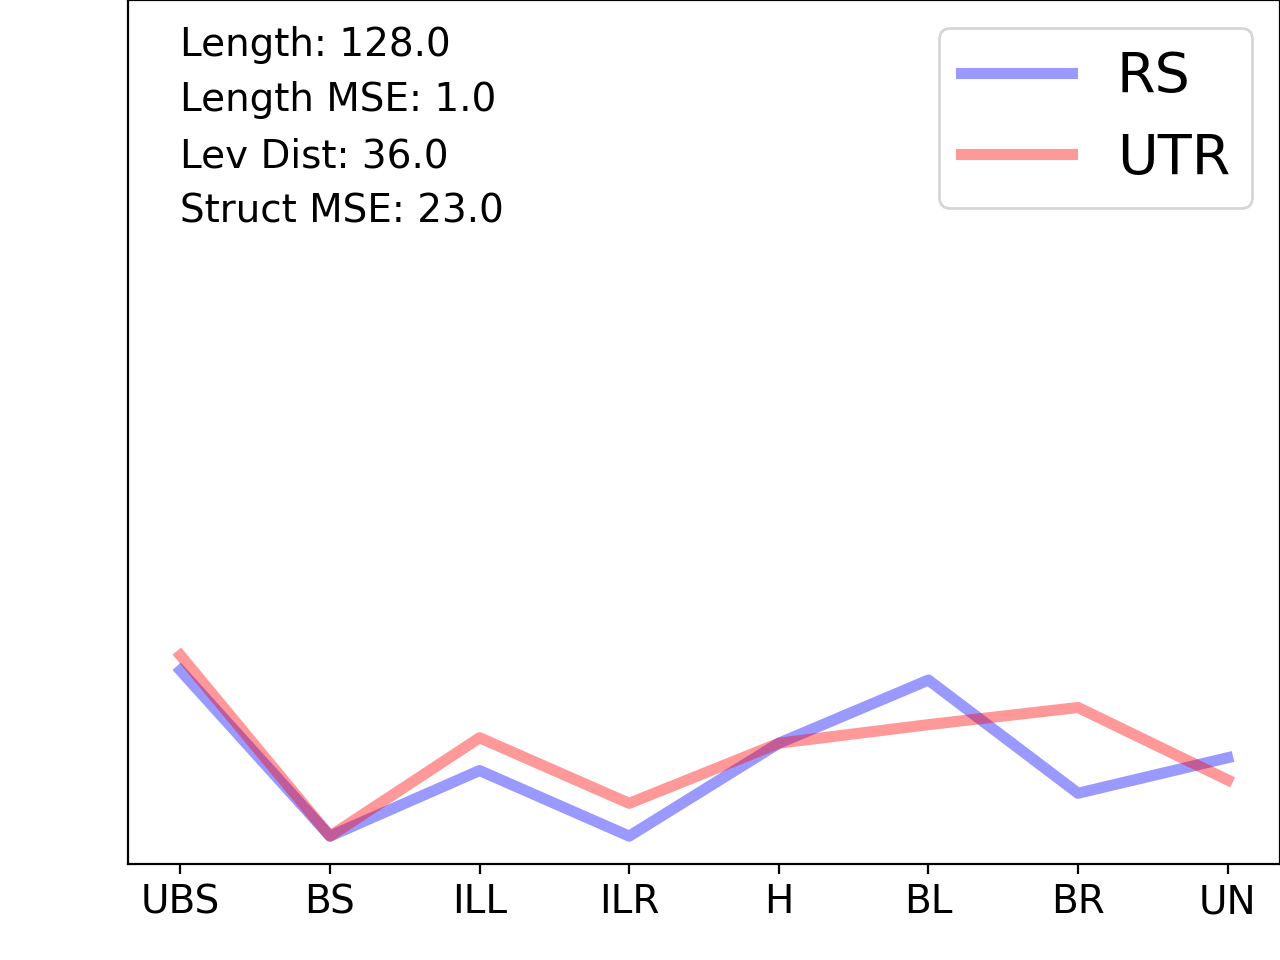 Length: 128.0
Length MSE: 1.0
Lev Dist: 36.0
Struct MSE: 23.0
RS
UTR
UBS BS ILL ILR H BL BR UN